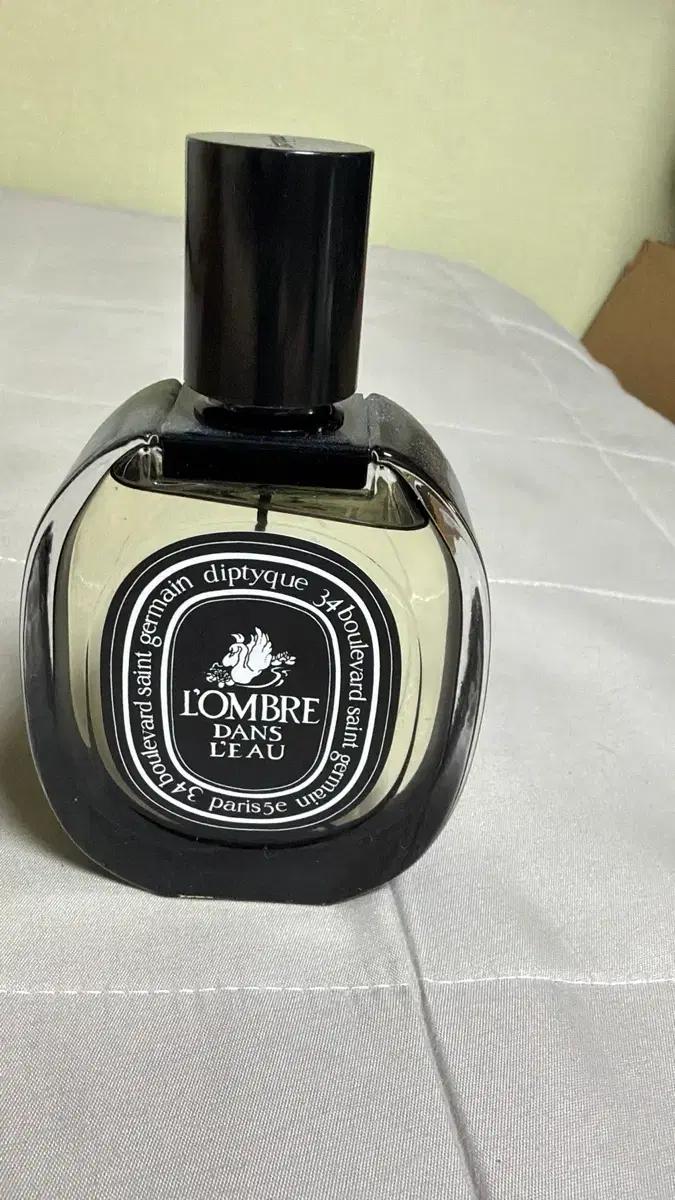 diptyque 34 boulevard saint germain paris5e 34 boulevard saint germain
L'OMBRE
DANS
L'EAU